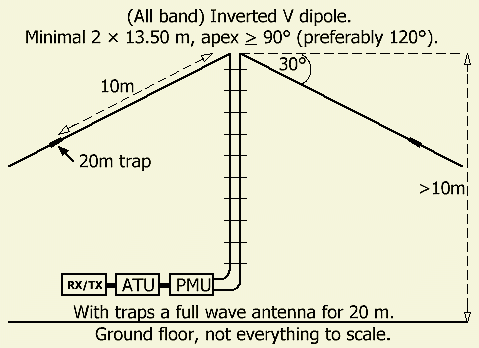 (All band) Inverted V dipole.
Minimal 2 × 13.50 m, apex ≥ 90° (preferably 120°).
30°
10m
20m trap
>10m
RX/TX ATU PMU
With traps a full wave antenna for 20 m.
Ground floor, not everything to scale.